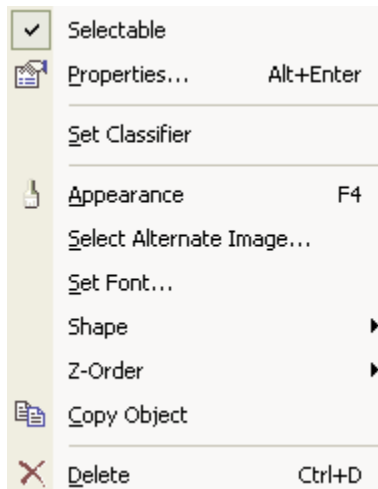 Selectable
Properties... Alt+Enter
Set Classifier
Appearance F4
Select Alternate Image...
Set Font...
Shape
Z-Order
Copy Object
Delete Ctrl+D